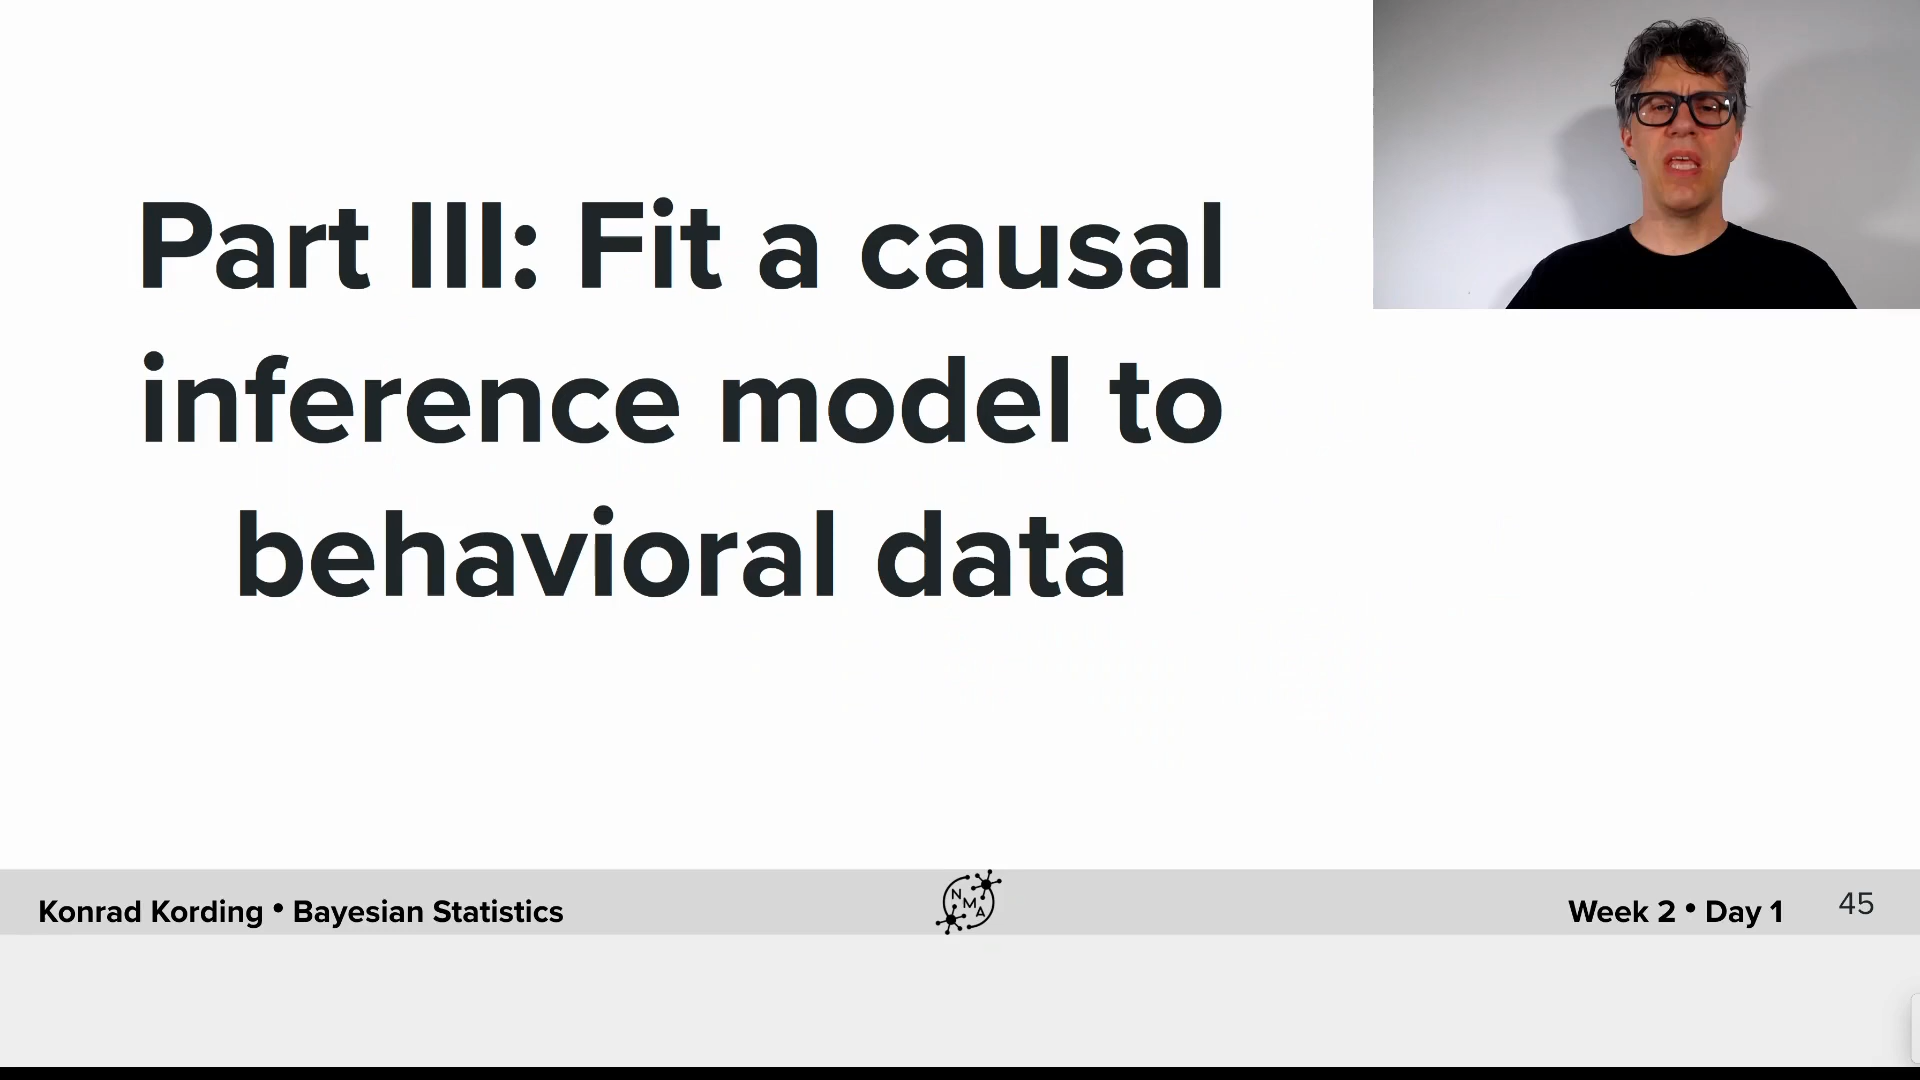 Part III: Fit a causal
inference model to
behavioral data
Konrad Kording • Bayesian Statistics
N
M
A
Week 2 • Day 1
45